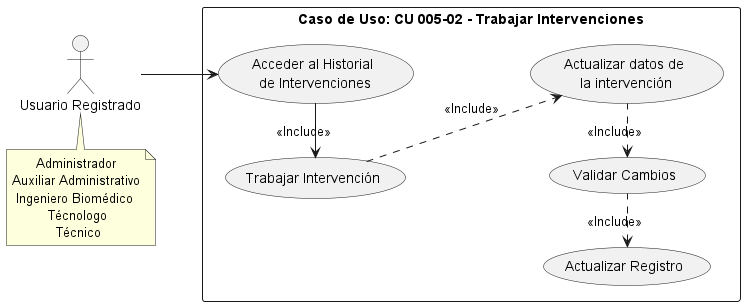 Caso de Uso: CU 005-02 - Trabajar Intervenciones
Acceder al Historial
de Intervenciones
Actualizar datos de
la intervención
Usuario Registrado
«Include»
«Include»
«Include»
Administrador
Auxiliar Administrativo
Ingeniero Biomédico
Técnologo
Técnico
Trabajar Intervención
Validar Cambios
«Include»
Actualizar Registro